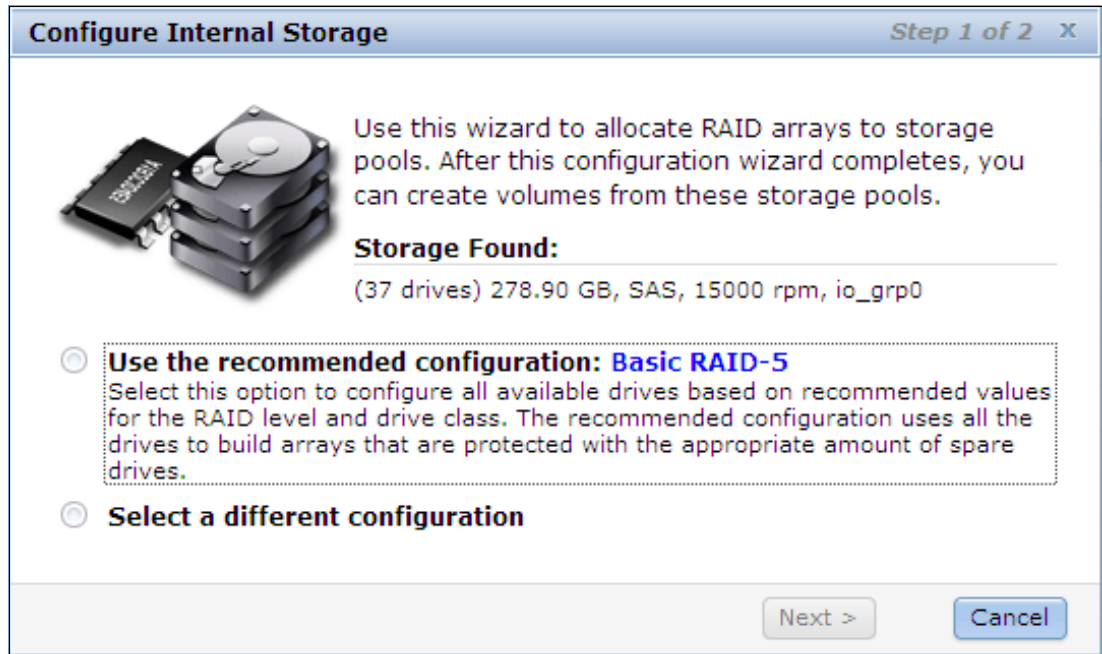 Configure Internal Storage
Step 1 of 2 x
Use this wizard to allocate RAID arrays to storage
pools. After this configuration wizard completes, you
can create volumes from these storage pools.
Storage Found:
(37 drives) 278.90 GB, SAS, 15000 rpm, io_grp0
Use the recommended configuration: Basic RAID-5
Select this option to configure all available drives based on recommended values
for the RAID level and drive class. The recommended configuration uses all the
drives to build arrays that are protected with the appropriate amount of spare
drives.
Select a different configuration
Next >
Cancel